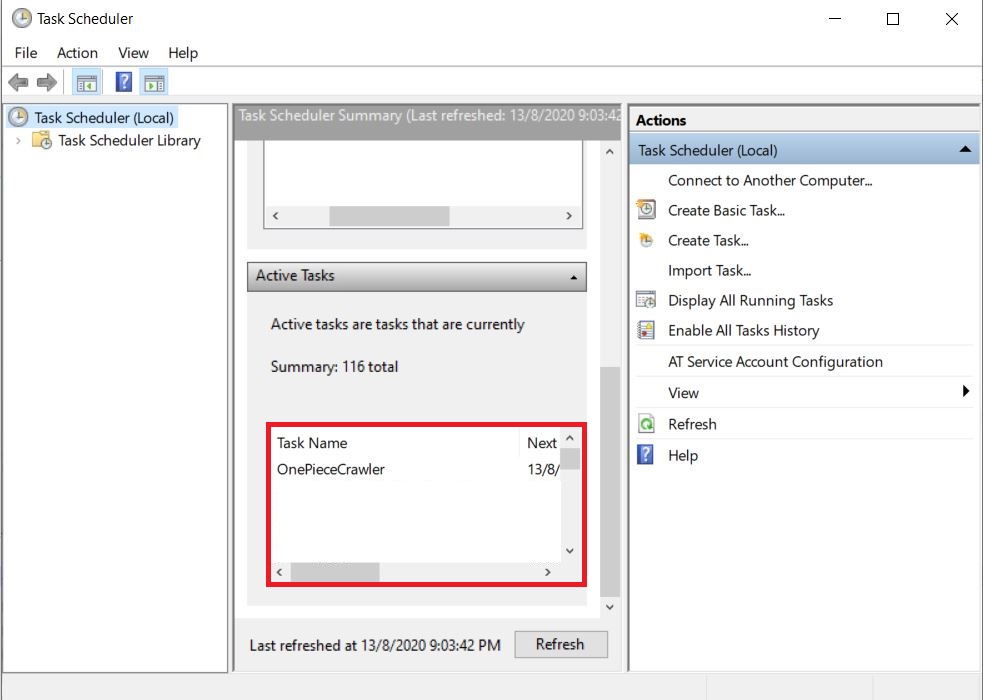 Task Scheduler
File Action View Help
Task Scheduler (Local)
Task Scheduler Library
Task Scheduler Summary (Last refreshed: 13/8/2020 9:03:42
Active Tasks
Active tasks are tasks that are currently
Summary: 116 total
Task Name Next
OnePieceCrawler 13/8/
Last refreshed at 13/8/2020 9:03:42 PM Refresh
Actions
Task Scheduler (Local)
Connect to Another Computer...
Create Basic Task...
Create Task...
Import Task...
Display All Running Tasks
Enable All Tasks History
AT Service Account Configuration
View
Refresh
Help